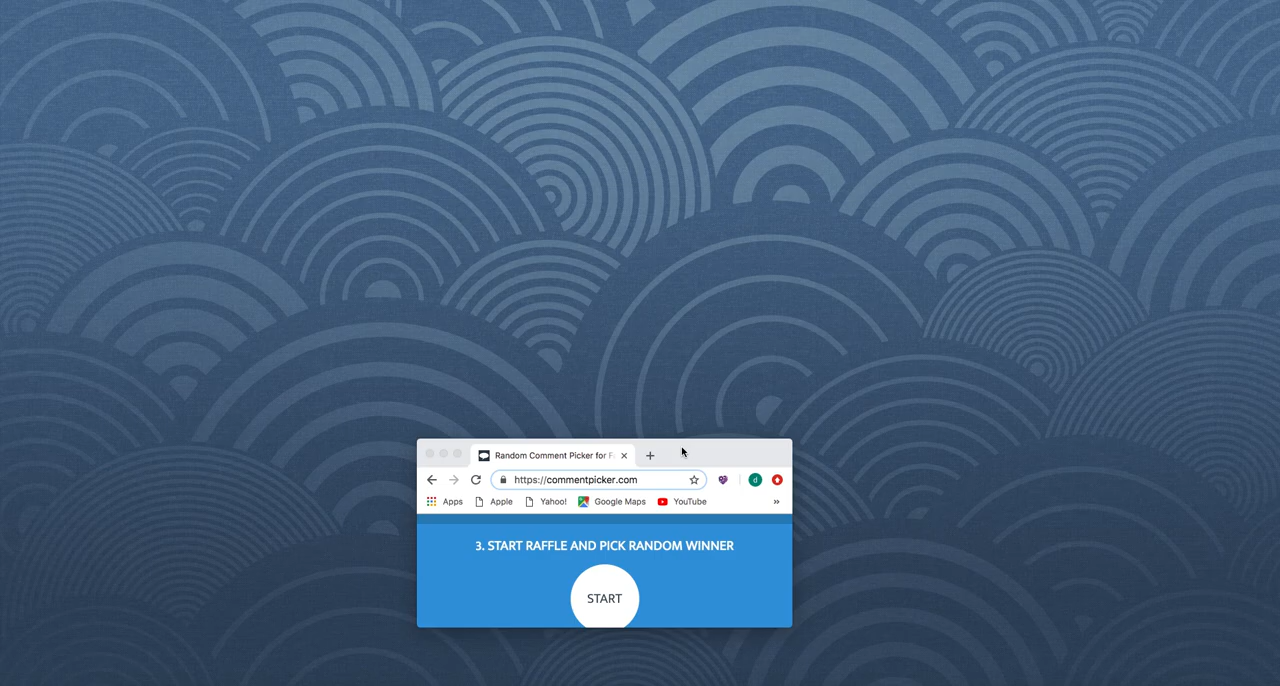 Random Comment Picker for F
https://commentpicker.com
d
Apps Apple Yahoo! Google Maps YouTube »
3. START RAFFLE AND PICK RANDOM WINNER
START